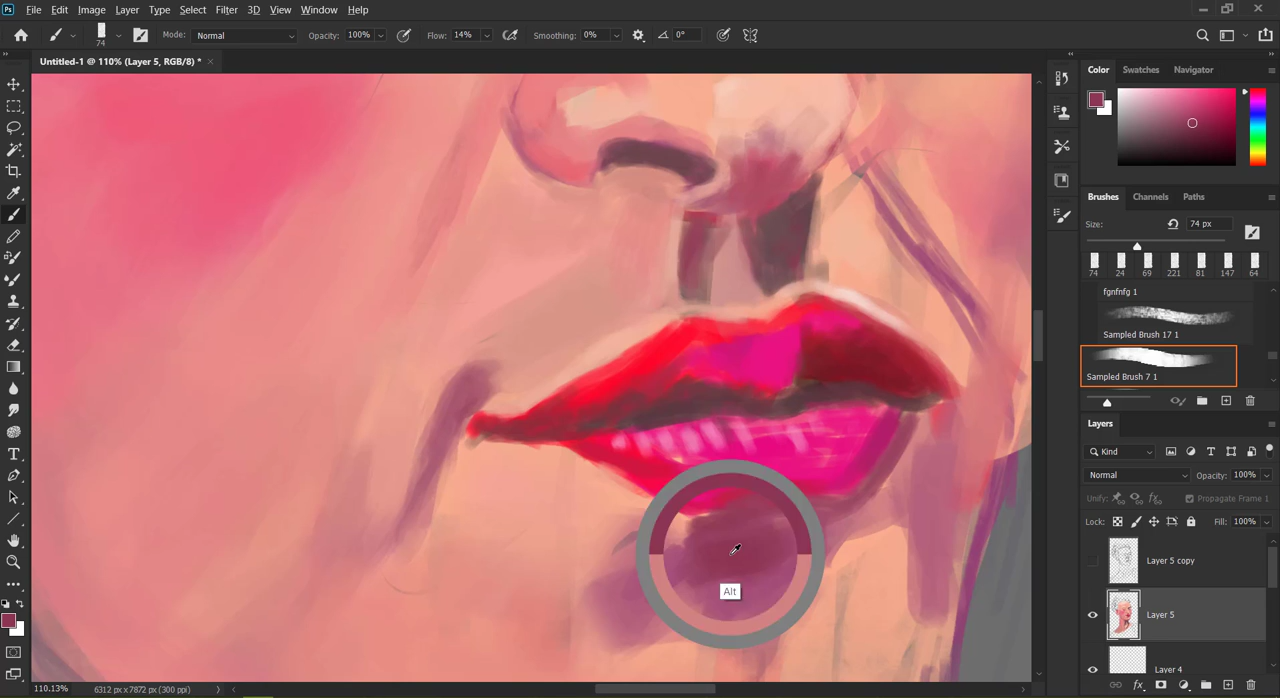 Ps File Edit Image Layer Type Select Filter 3D View Window Help
74 Mode: Normal Opacity: 100% Flow: 14% Smoothing: 0% 0°
Untitled-1 @ 110% (Layer 5, RGB/8) *
Color Swatches Navigator
Brushes Channels Paths
Size: 74 px
74 24 69 221 81 147 64
fgnfnfg 1
Sampled Brush 17 1
Sampled Brush 7 1
Layers
Kind
Normal Opacity: 100%
Unify: Propagate Frame 1
Lock: Fill: 100%
Layer 5 copy
Layer 5
Layer 4
Alt
110.13% 6312 px x 7872 px (300 ppi)